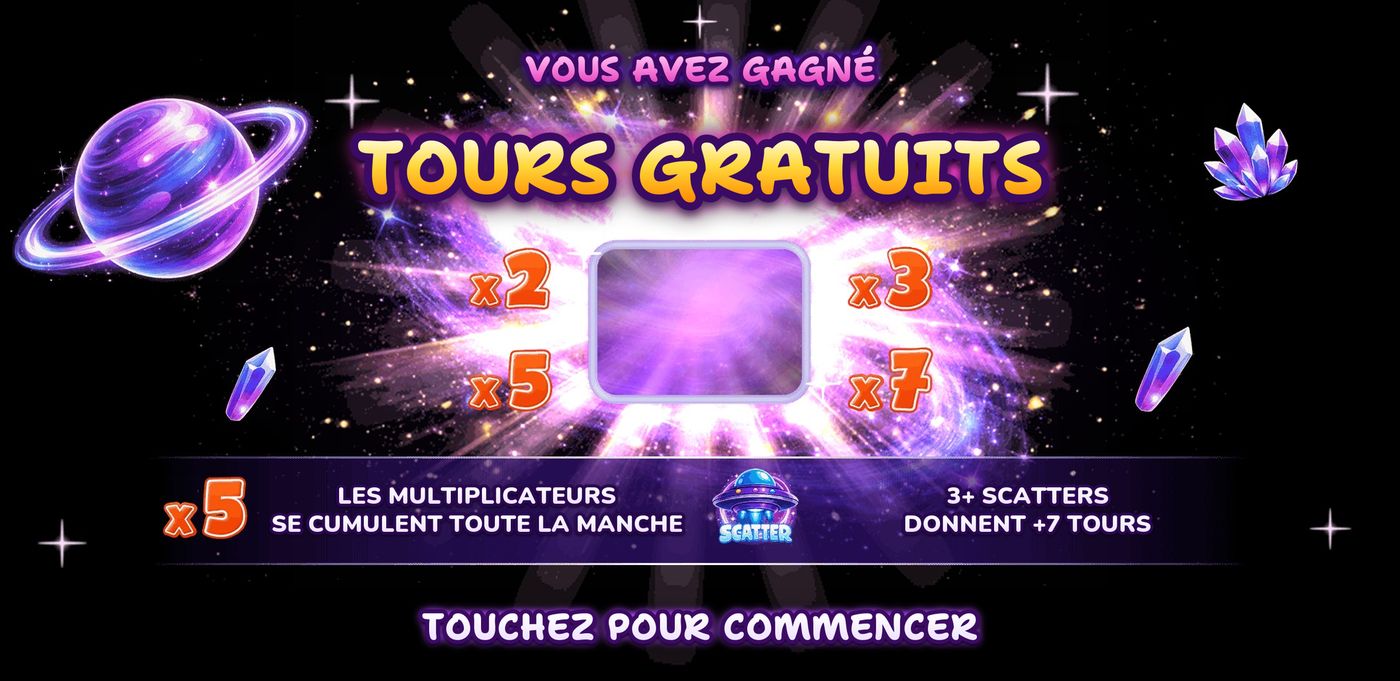 VOUS AVEZ GAGNÉ
TOURS GRATUITS
x2
x3
x5
x7
x5
LES MULTIPLICATEURS
SE CUMULENT TOUTE LA MANCHE
SCATTER
3+ SCATTERS
DONNENT +7 TOURS
TOUCHEZ POUR COMMENCER